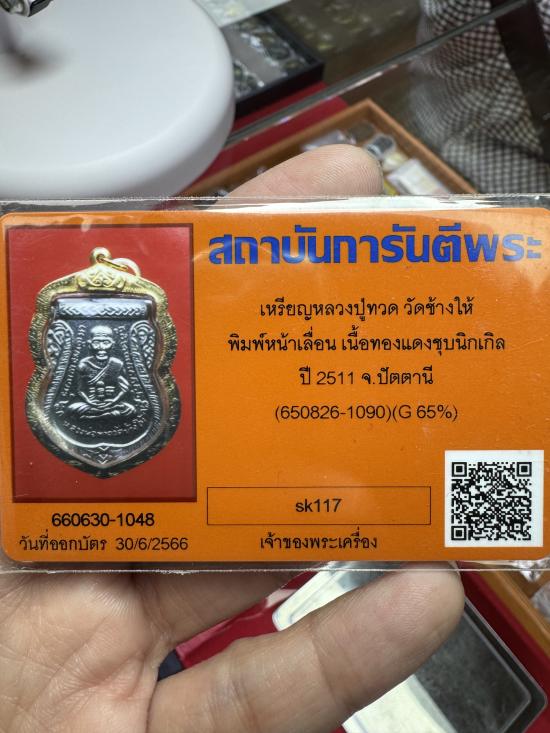 สถาบันการันตีพระ
เหรียญหลวงปู่ทวด วัดช้างให้
พิมพ์หน้าเลื่อน เนื้อทองแดงชุบนิกเกิล
ปี 2511 จ.ปัตตานี
(650826-1090)(G 65%)
sk117
เจ้าของพระเครื่อง
660630-1048
วันที่ออกบัตร 30/6/2566